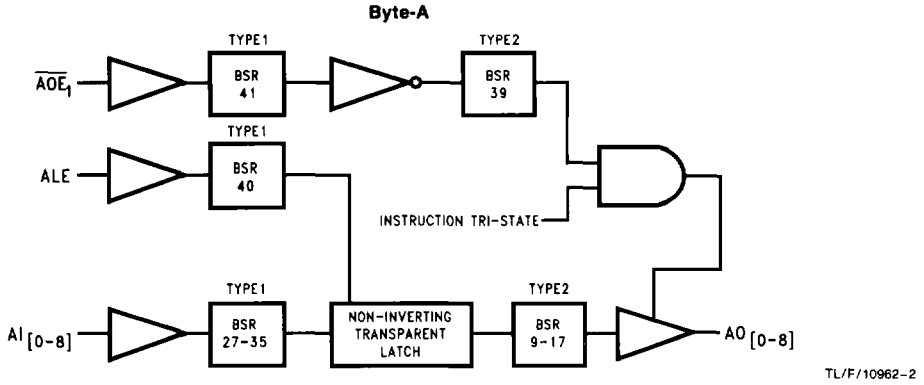 Byte-A
TYPE1
TYPE2
AOE1
BSR
41
BSR
39
TYPE1
ALE
BSR
40
INSTRUCTION TRI-STATE
TYPE1
TYPE2
AI[0-8]
BSR
27-35
NON-INVERTING
TRANSPARENT
LATCH
BSR
9-17
AO[0-8]
TL/F/10962-2